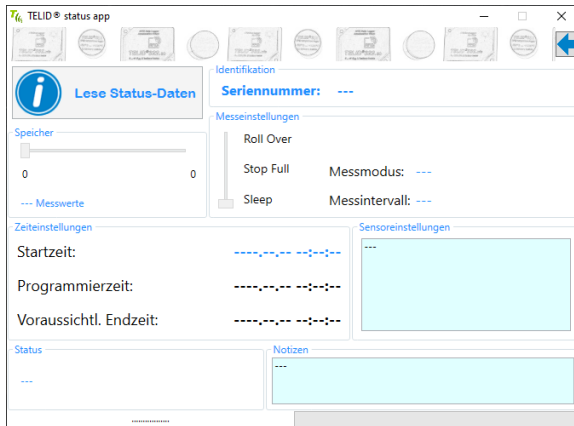 TELID® status app
Lese Status-Daten
Identifikation
Seriennummer: ---
Speicher
0 0
--- Messwerte
Messeinstellungen
Roll Over
Stop Full
Sleep
Messmodus: ---
Messintervall: ---
Zeiteinstellungen
Startzeit: ----.--.-- --:--:--
Programmierzeit: ----.--.-- --:--:--
Voraussichtl. Endzeit: ----.--.-- --:--:--
Sensoreinstellungen
---
Status
---
Notizen
---